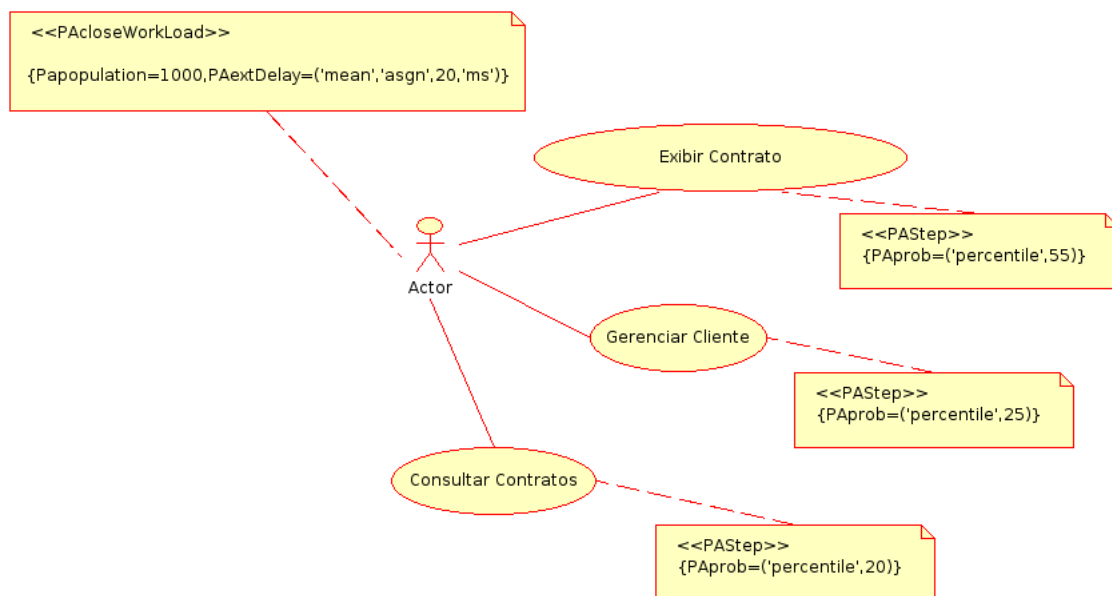 <<PAcloseWorkLoad>>
{Papopulation=1000,PAextDelay=('mean','asgn',20,'ms')}
Exibir Contrato
<<PAStep>>
{PAprob=('percentile',55)}
Actor
Gerenciar Cliente
<<PAStep>>
{PAprob=('percentile',25)}
Consultar Contratos
<<PAStep>>
{PAprob=('percentile',20)}